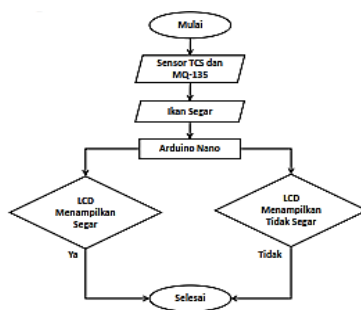 Mulai
Sensor TCS dan
MQ-135
Ikan Segar
Arduino Nano
LCD
Menampilkan
Segar
LCD
Menampilkan
Tidak Segar
Ya
Tidak
Selesai